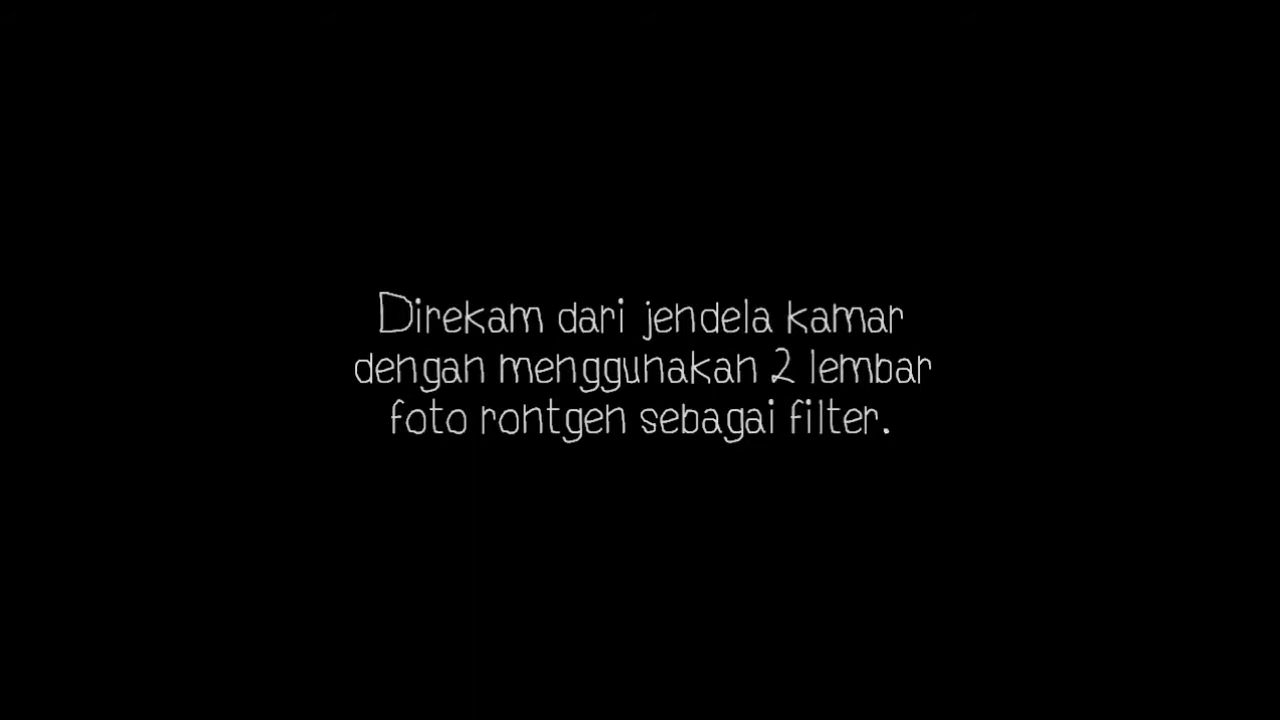 Direkam dari jendela kamar
dengan menggunakan 2 lembar
foto rontgen sebagai filter.